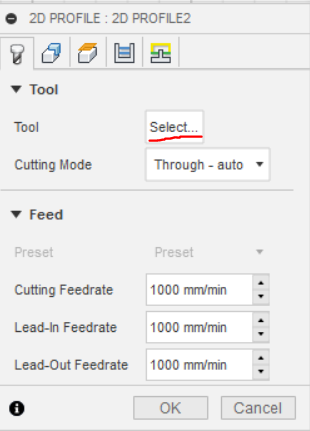 2D PROFILE : 2D PROFILE2
Tool
Tool Select...
Cutting Mode Through - auto
Feed
Preset Preset
Cutting Feedrate 1000 mm/min
Lead-In Feedrate 1000 mm/min
Lead-Out Feedrate 1000 mm/min
OK Cancel